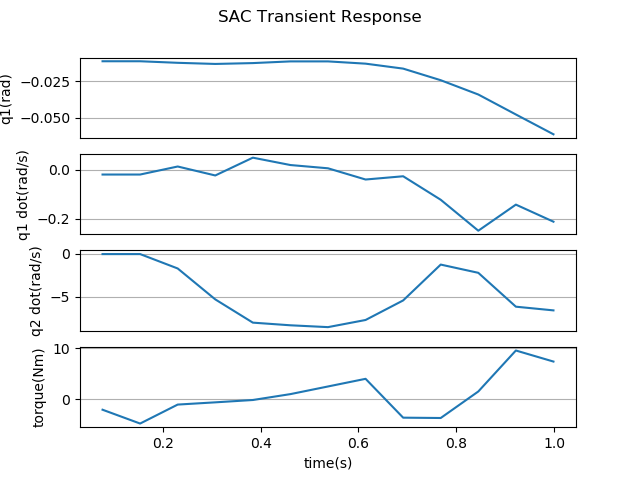 SAC Transient Response
q1(rad)
−0.025
−0.050
q1 dot(rad/s)
0.0
−0.2
q2 dot(rad/s)
0
−5
torque(Nm)
10
0
0.2 0.4 0.6 0.8 1.0
time(s)